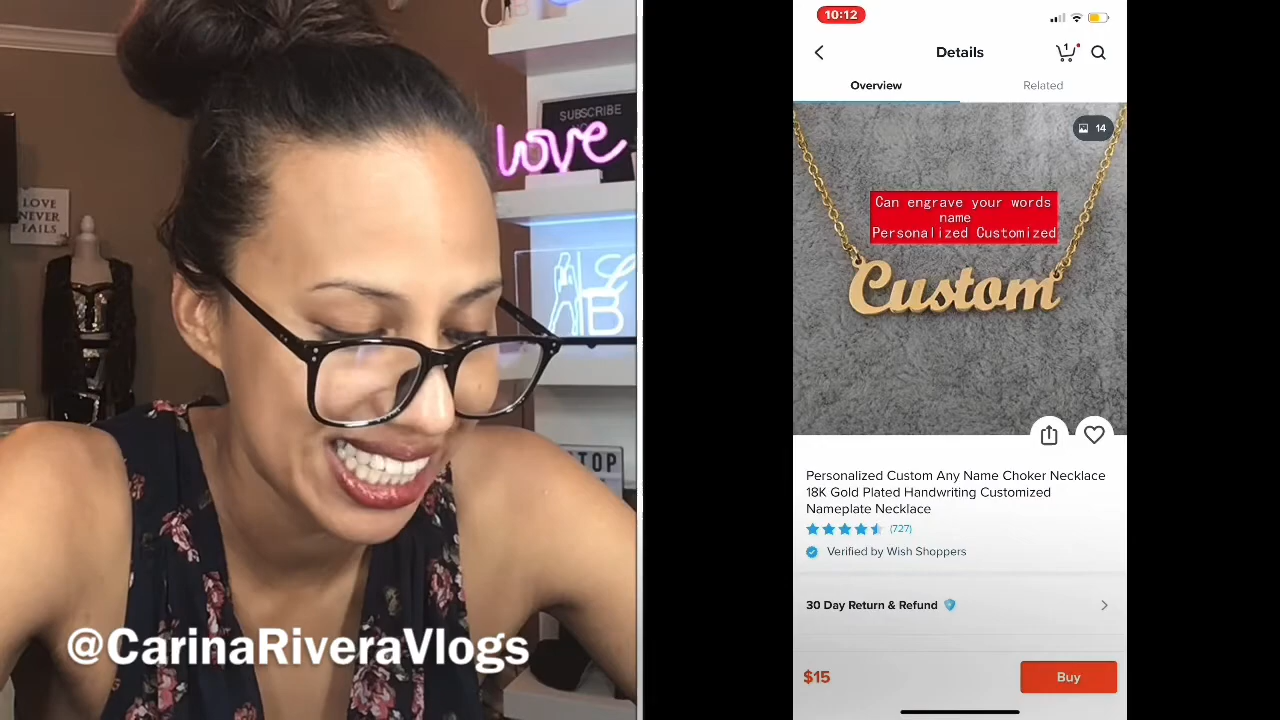 SUBSCRIBE
love
LOVE
NEVER
FAILS
B
TOP
@CarinaRiveraVlogs
10:12
Details
1
Overview
Related
14
Can engrave your words
name
Personalized Customized
Custom
Personalized Custom Any Name Choker Necklace
18K Gold Plated Handwriting Customized
Nameplate Necklace
(727)
Verified by Wish Shoppers
30 Day Return & Refund
$15
Buy